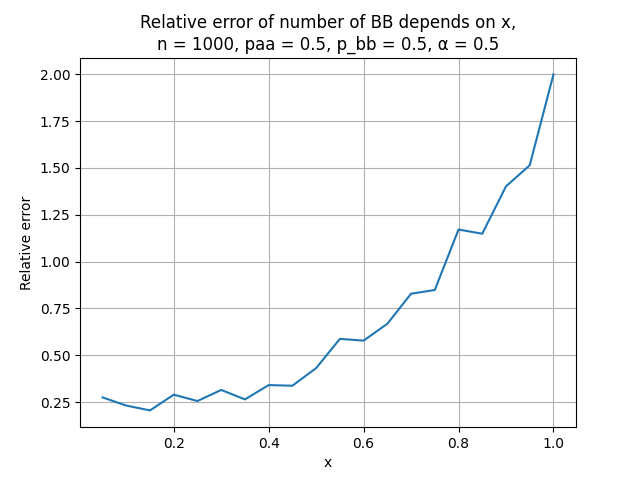 Relative error of number of BB depends on x,
n = 1000, paa = 0.5, p_bb = 0.5, α = 0.5
2.00
1.75
1.50
1.25
1.00
0.75
0.50
0.25
Relative error
0.2 0.4 0.6 0.8 1.0
x